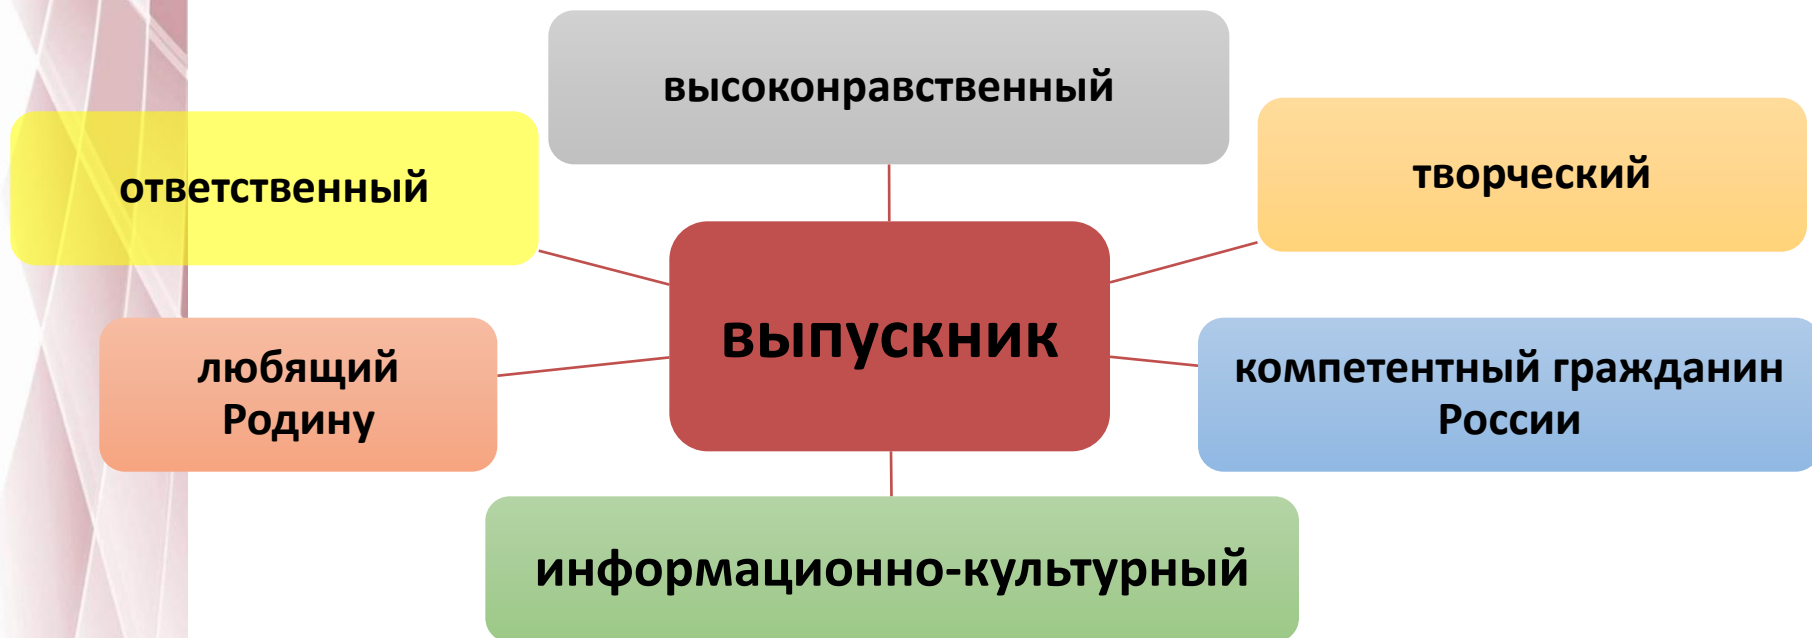 высоконравственный
ответственный
творческий
выпускник
любящий
Родину
компетентный гражданин
России
информационно-культурный